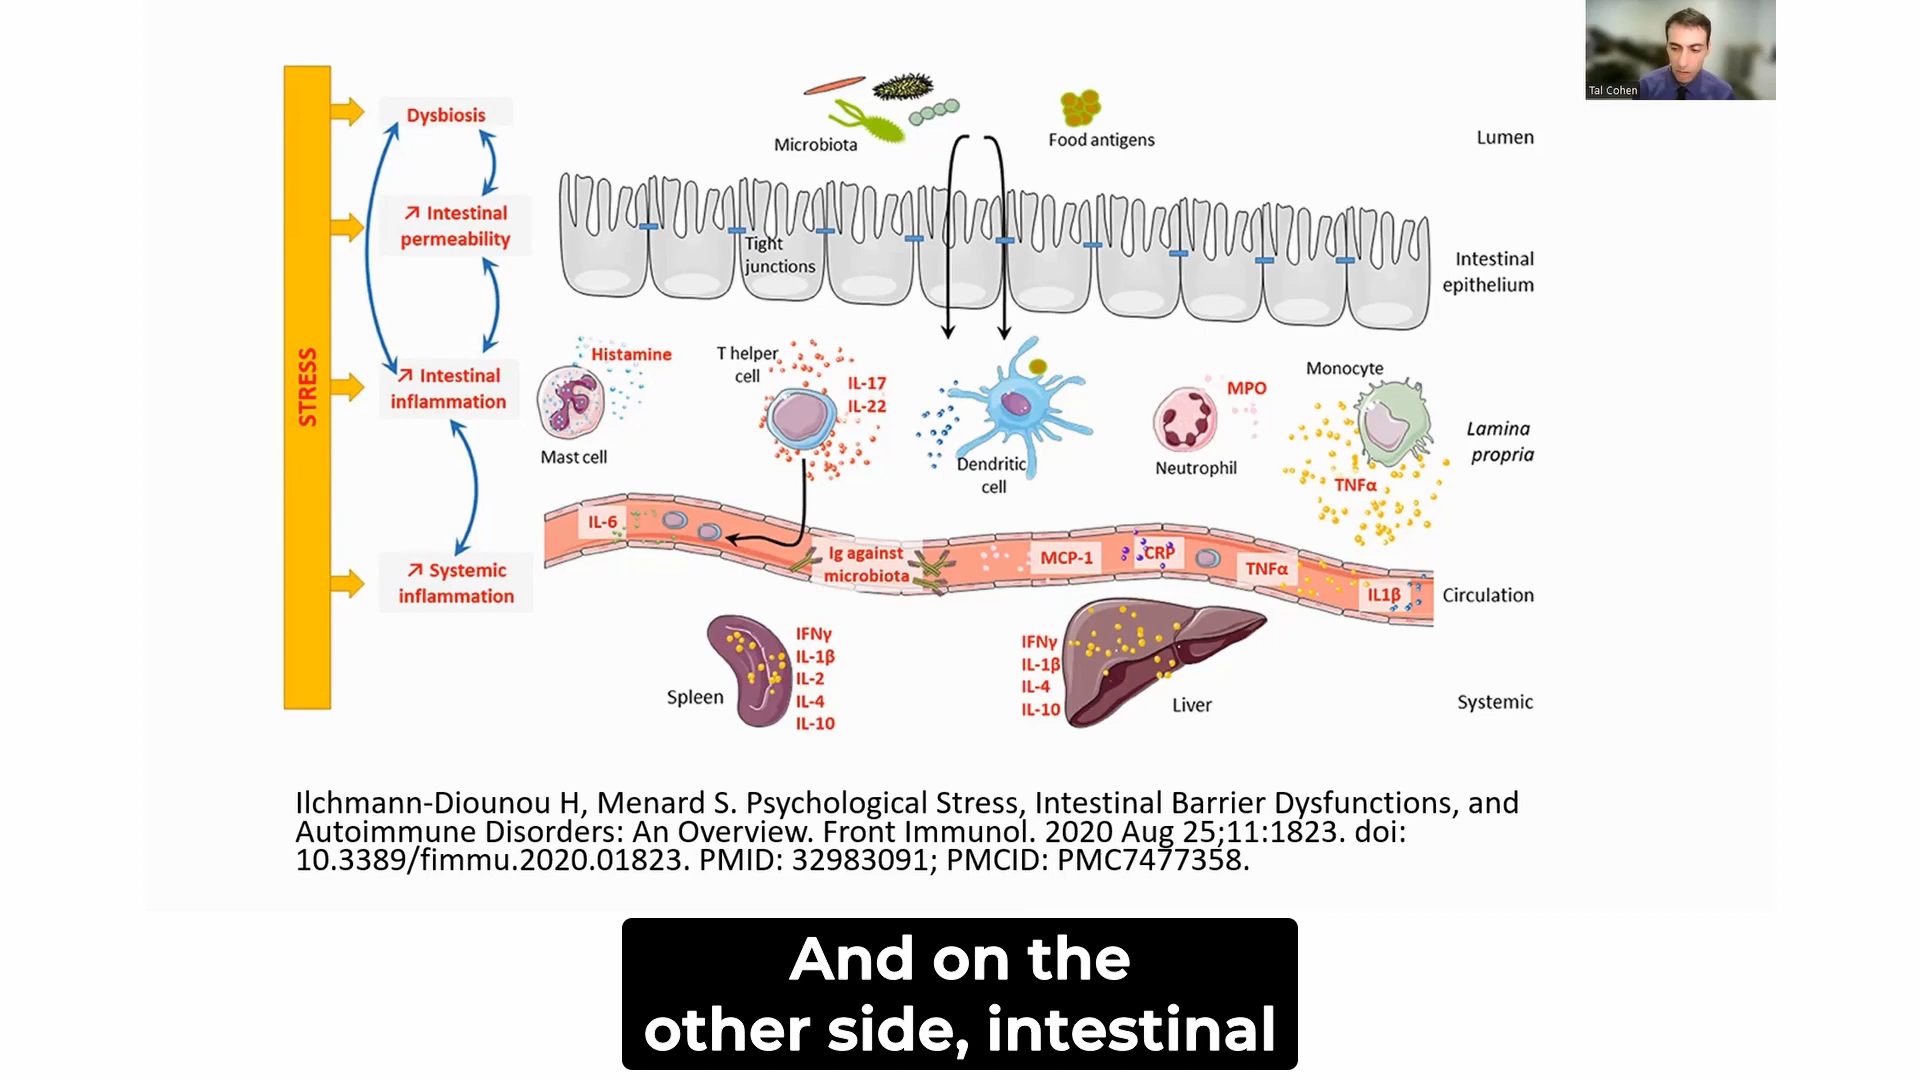 Tal Cohen
STRESS
Dysbiosis
↗ Intestinal
permeability
↗ Intestinal
inflammation
↗ Systemic
inflammation
Microbiota
Food antigens
Lumen
Tight
junctions
Intestinal
epithelium
Histamine
Mast cell
T helper
cell
IL-17
IL-22
Dendritic
cell
MPO
Neutrophil
Monocyte
TNFα
Lamina
propria
IL-6
Ig against
microbiota
MCP-1
CRP
TNFα
IL1β
Circulation
Spleen
IFNγ
IL-1β
IL-2
IL-4
IL-10
IFNγ
IL-1β
IL-4
IL-10
Liver
Systemic
Ilchmann-Diounou H, Menard S. Psychological Stress, Intestinal Barrier Dysfunctions, and
Autoimmune Disorders: An Overview. Front Immunol. 2020 Aug 25;11:1823. doi:
10.3389/fimmu.2020.01823. PMID: 32983091; PMCID: PMC7477358.
And on the
other side, intestinal